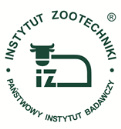 INSTYTUT ZOOTECHNIKI ®
IZ
• PAŃSTWOWY INSTYTUT BADAWCZY •